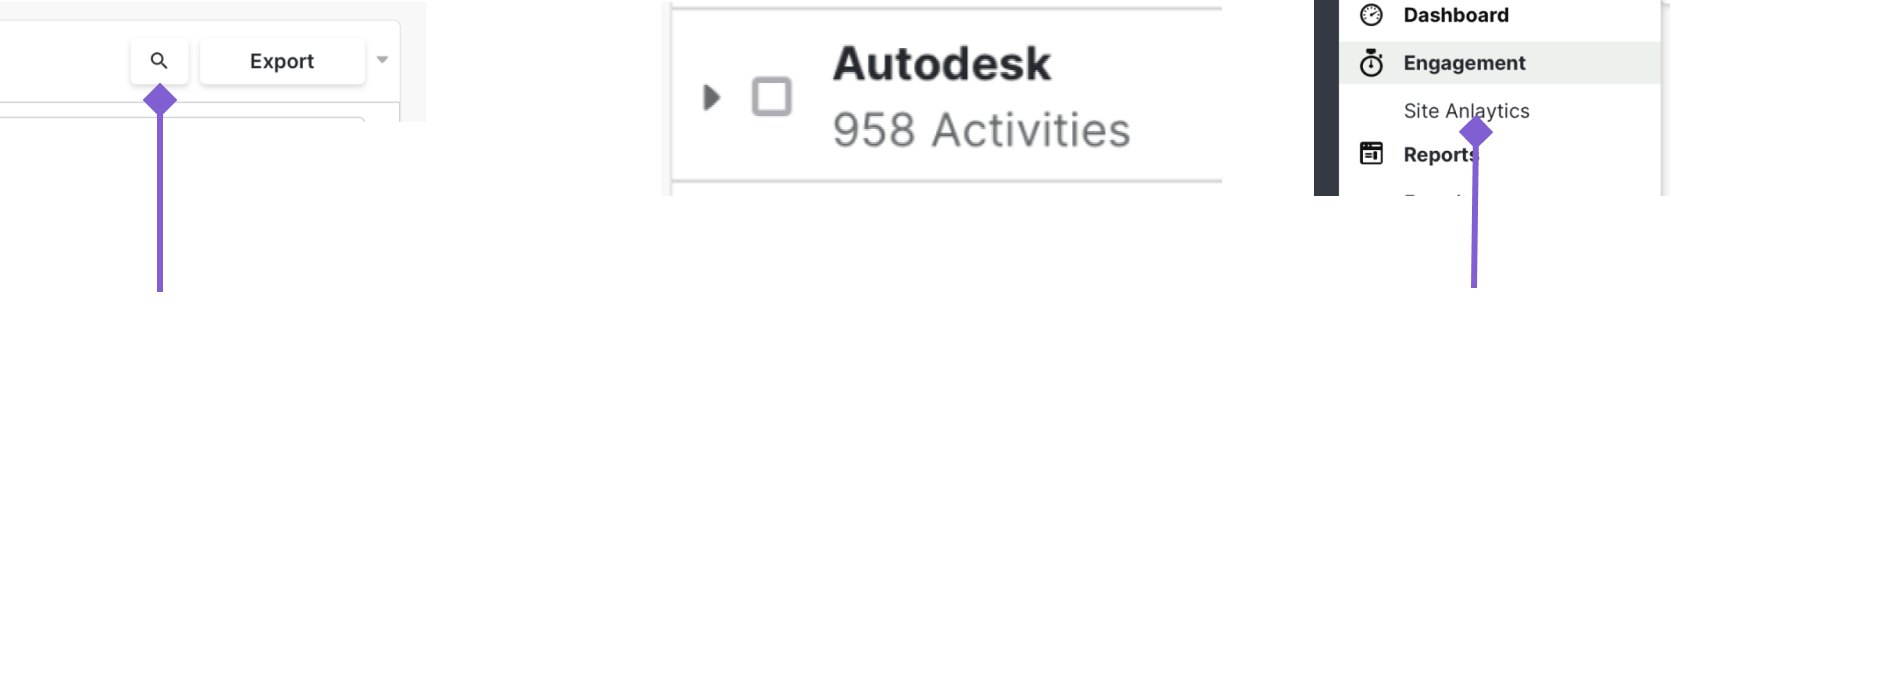 Export
Autodesk
958 Activities
Dashboard
Engagement
Site Anlaytics
Reports